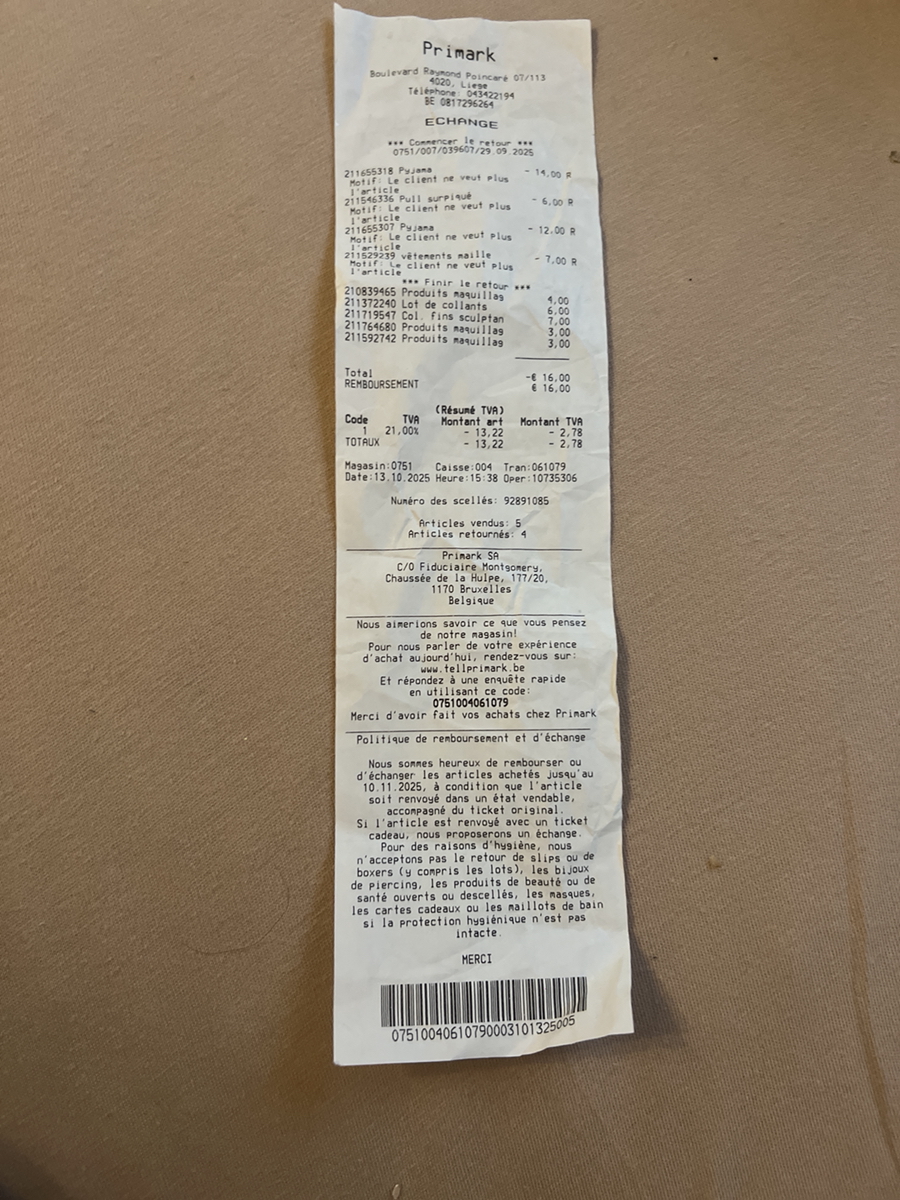 Primark
Boulevard Raymond Poincaré 07/113
4020, Liege
Téléphone: 043422194
BE 0817296264
ECHANGE
*** Commencer le retour ***
0751/007/039607/29.09.2025
211655318 Pyjama - 14,00 R
Motif: Le client ne veut plus
l'article
211546336 Pull surpiqué - 6,00 R
Motif: Le client ne veut plus
l'article
211655307 Pyjama - 12,00 R
Motif: Le client ne veut plus
l'article
211529239 vêtements maille - 7,00 R
Motif: Le client ne veut plus
l'article
*** Finir le retour ***
210839465 Produits maquillag 4,00
211372240 Lot de collants 6,00
211719547 Col. fins sculptan 7,00
211764680 Produits maquillag 3,00
211592742 Produits maquillag 3,00
Total -€ 16,00
REMBOURSEMENT € 16,00
(Résumé TVA)
Code TVA Montant art Montant TVA
1 21,00% - 13,22 - 2,78
TOTAUX - 13,22 - 2,78
Magasin:0751 Caisse:004 Tran:061079
Date:13.10.2025 Heure:15:38 Oper:10735306
Numéro des scellés: 92891085
Articles vendus: 5
Articles retournés: 4
Primark SA
C/O Fiduciaire Montgomery,
Chaussée de la Hulpe, 177/20,
1170 Bruxelles
Belgique
Nous aimerions savoir ce que vous pensez
de notre magasin!
Pour nous parler de votre expérience
d'achat aujourd'hui, rendez-vous sur:
www.tellprimark.be
Et répondez à une enquête rapide
en utilisant ce code:
0751004061079
Merci d'avoir fait vos achats chez Primark
Politique de remboursement et d'échange
Nous sommes heureux de rembourser ou
d'échanger les articles achetés jusqu'au
10.11.2025, à condition que l'article
soit renvoyé dans un état vendable,
accompagné du ticket original.
Si l'article est renvoyé avec un ticket
cadeau, nous proposerons un échange.
Pour des raisons d'hygiène, nous
n'acceptons pas le retour de slips ou de
boxers (y compris les lots), les bijoux
de piercing, les produits de beauté ou de
santé ouverts ou descellés, les masques,
les cartes cadeaux ou les maillots de bain
si la protection hygiénique n'est pas
intacte.
MERCI
07510040610790003101325005